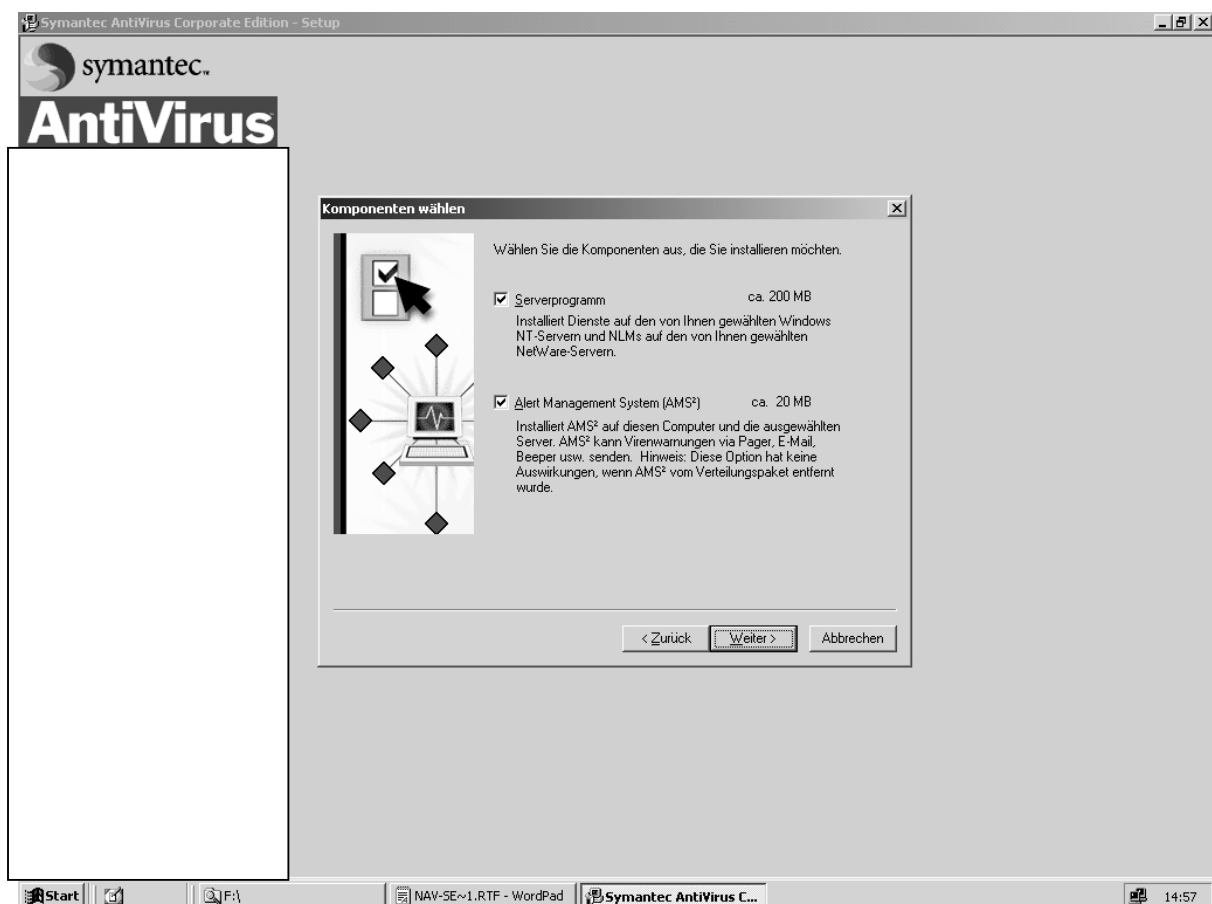 Symantec AntiVirus Corporate Edition - Setup
symantec™
AntiVirus
Komponenten wählen
Wählen Sie die Komponenten aus, die Sie installieren möchten.
Serverprogramm ca. 200 MB
Installiert Dienste auf den von Ihnen gewählten Windows
NT-Servern und NLMs auf den von Ihnen gewählten
NetWare-Servern.
Alert Management System (AMS²) ca. 20 MB
Installiert AMS² auf diesen Computer und die ausgewählten
Server. AMS² kann Virenwarnungen via Pager, E-Mail,
Beeper usw. senden. Hinweis: Diese Option hat keine
Auswirkungen, wenn AMS² vom Verteilungspaket entfernt
wurde.
< Zurück Weiter > Abbrechen
Start F:\ NAV-SE~1.RTF - WordPad Symantec AntiVirus C... 14:57